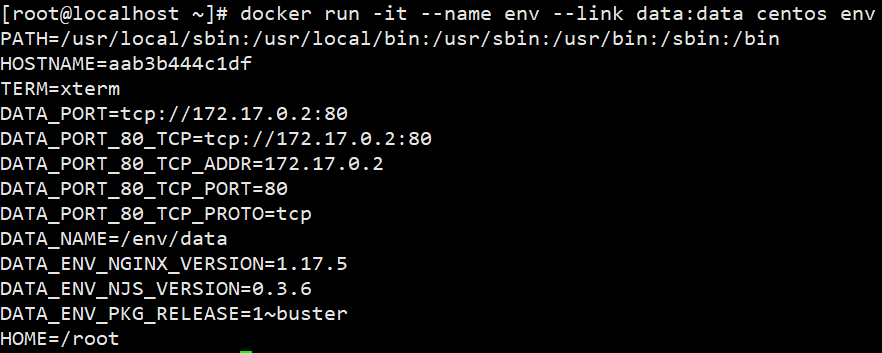 [root@localhost ~]# docker run -it --name env --link data:data centos env
PATH=/usr/local/sbin:/usr/local/bin:/usr/sbin:/usr/bin:/sbin:/bin
HOSTNAME=aab3b444c1df
TERM=xterm
DATA_PORT=tcp://172.17.0.2:80
DATA_PORT_80_TCP=tcp://172.17.0.2:80
DATA_PORT_80_TCP_ADDR=172.17.0.2
DATA_PORT_80_TCP_PORT=80
DATA_PORT_80_TCP_PROTO=tcp
DATA_NAME=/env/data
DATA_ENV_NGINX_VERSION=1.17.5
DATA_ENV_NJS_VERSION=0.3.6
DATA_ENV_PKG_RELEASE=1~buster
HOME=/root